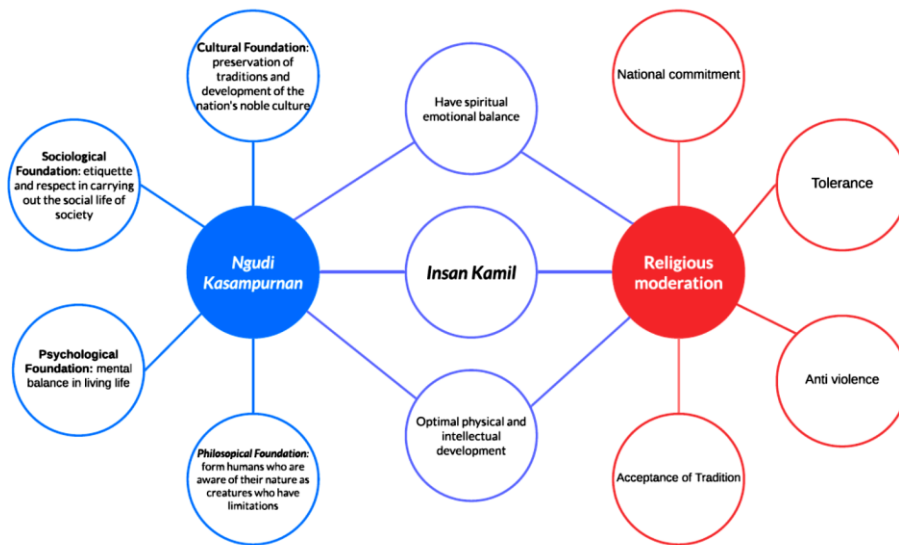 Cultural Foundation:
preservation of
traditions and
development of the
nation's noble culture
Sociological
Foundation: etiquette
and respect in carrying
out the social life of
society
Ngudi
Kasampurnan
Psychological
Foundation: mental
balance in living life
Philosopical Foundation:
form humans who are
aware of their nature as
creatures who have
limitations
Have spiritual
emotional balance
Insan Kamil
Optimal physical and
intellectual
development
National commitment
Tolerance
Religious
moderation
Anti violence
Acceptance of Tradition